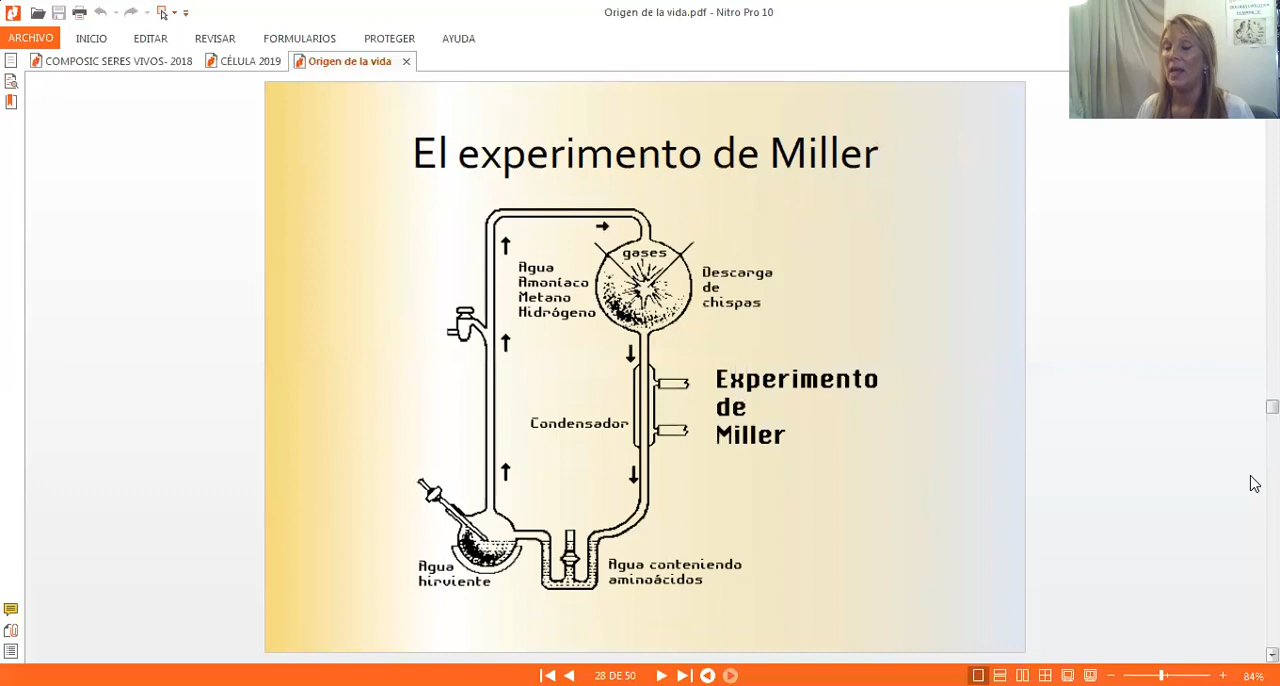 Origen de la vida.pdf - Nitro Pro 10
ARCHIVO INICIO EDITAR REVISAR FORMULARIOS PROTEGER AYUDA
COMPOSIC SERES VIVOS- 2018 CÉLULA 2019 Origen de la vida
El experimento de Miller
gases
Agua
Amoníaco
Metano
Hidrógeno
Descarga
de
chispas
Experimento
de
Miller
Condensador
Agua
hirviente
Agua conteniendo
aminoácidos
28 DE 50
84%